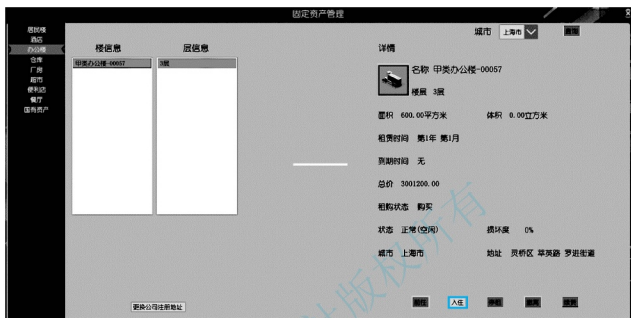 固定资产管理
居民楼
酒店
办公楼
仓库
厂房
超市
便利店
餐厅
国有资产
楼信息
层信息
甲类办公楼-00057
3层
城市 上海市
详情
名称 甲类办公楼-00057
楼层 3层
面积 600.00平方米 体积 0.00立方米
租赁时间 第1年 第1月
到期时间 无
总价 3001200.00
租购状态 购买
状态 正常(空闲) 损坏度 0%
城市 上海市 地址 灵桥区 萃英路 罗进街道
更换公司注册地址
入住
版权所有